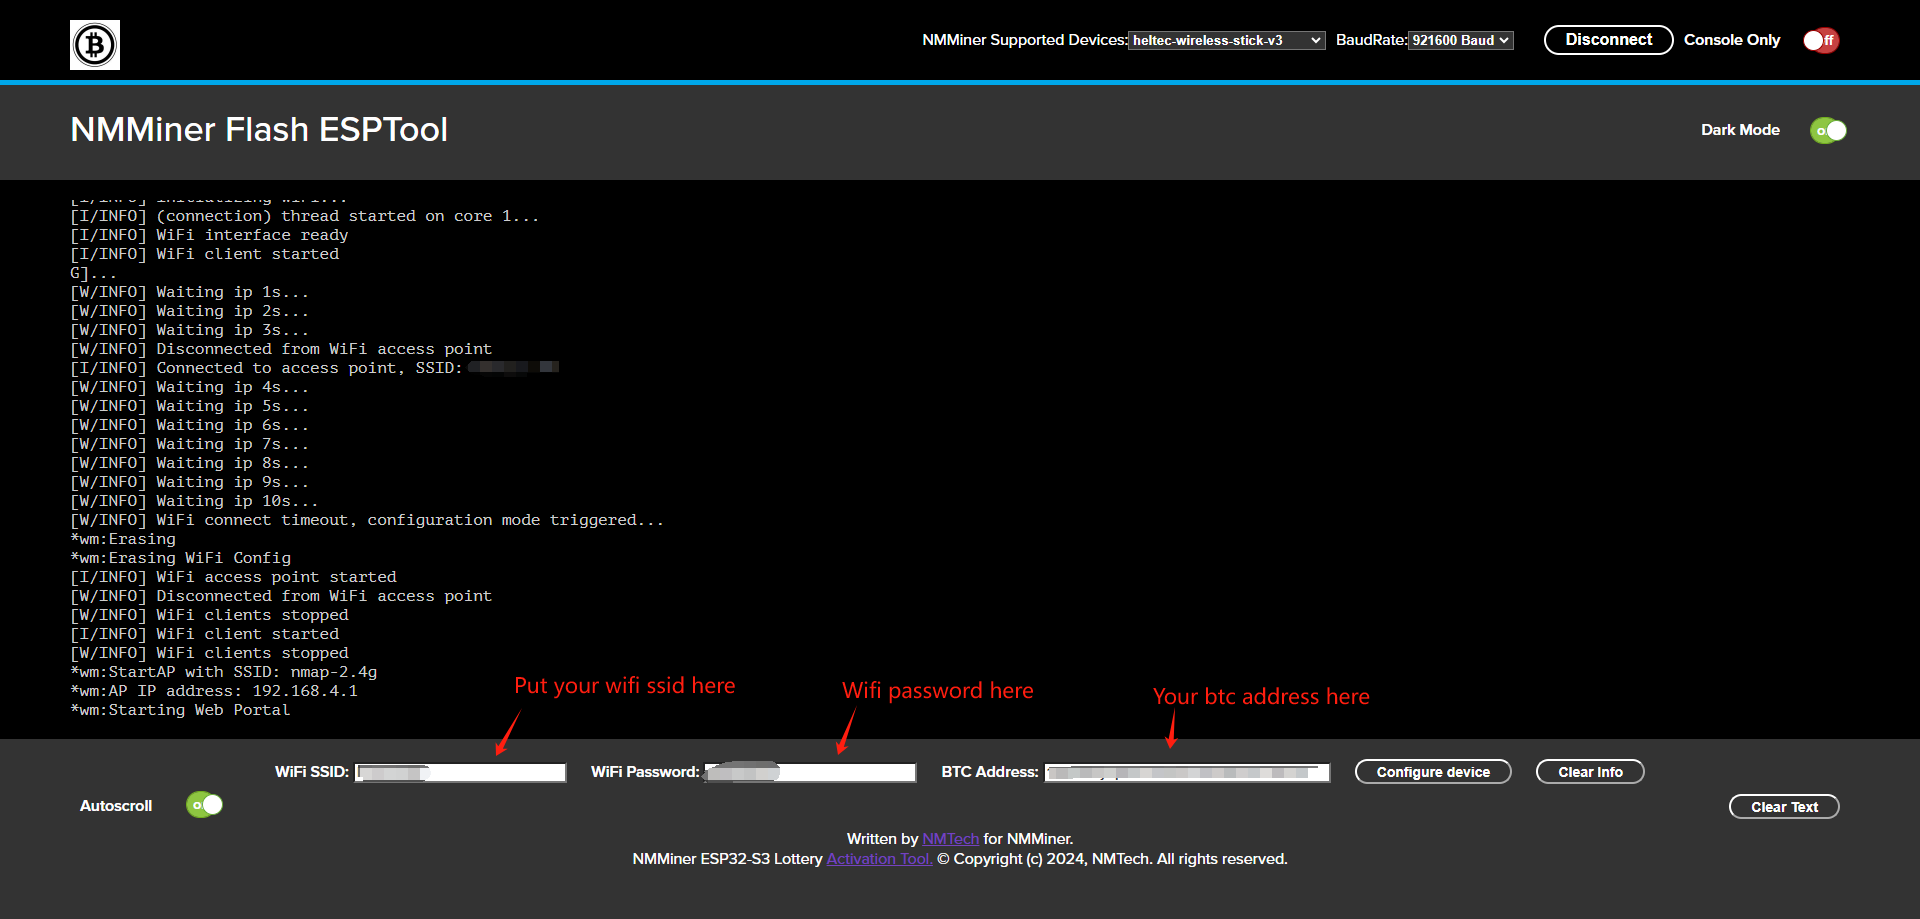 NMMiner Supported Devices: heltec-wireless-stick-v3 BaudRate: 921600 Baud Disconnect Console Only ff
NMMiner Flash ESPTool
Dark Mode
[I/INFO] initializing WiFi...
[I/INFO] (connection) thread started on core 1...
[I/INFO] WiFi interface ready
[I/INFO] WiFi client started
G]...
[W/INFO] Waiting ip 1s...
[W/INFO] Waiting ip 2s...
[W/INFO] Waiting ip 3s...
[W/INFO] Disconnected from WiFi access point
[I/INFO] Connected to access point, SSID:
[W/INFO] Waiting ip 4s...
[W/INFO] Waiting ip 5s...
[W/INFO] Waiting ip 6s...
[W/INFO] Waiting ip 7s...
[W/INFO] Waiting ip 8s...
[W/INFO] Waiting ip 9s...
[W/INFO] Waiting ip 10s...
[W/INFO] WiFi connect timeout, configuration mode triggered...
*wm:Erasing
*wm:Erasing WiFi Config
[I/INFO] WiFi access point started
[W/INFO] Disconnected from WiFi access point
[W/INFO] WiFi clients stopped
[I/INFO] WiFi client started
[W/INFO] WiFi clients stopped
*wm:StartAP with SSID: nmap-2.4g
*wm:AP IP address: 192.168.4.1
*wm:Starting Web Portal
Put your wifi ssid here
Wifi password here
Your btc address here
WiFi SSID: WiFi Password: BTC Address: Configure device Clear Info
Autoscroll
Clear Text
Written by NMTech for NMMiner.
NMMiner ESP32-S3 Lottery Activation Tool. © Copyright (c) 2024, NMTech. All rights reserved.